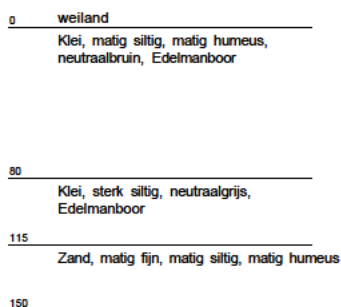 0 weiland
Klei, matig siltig, matig humeus,
neutraalbruin, Edelmanboor
80
Klei, sterk siltig, neutraalgrijs,
Edelmanboor
115
Zand, matig fijn, matig siltig, matig humeus
150